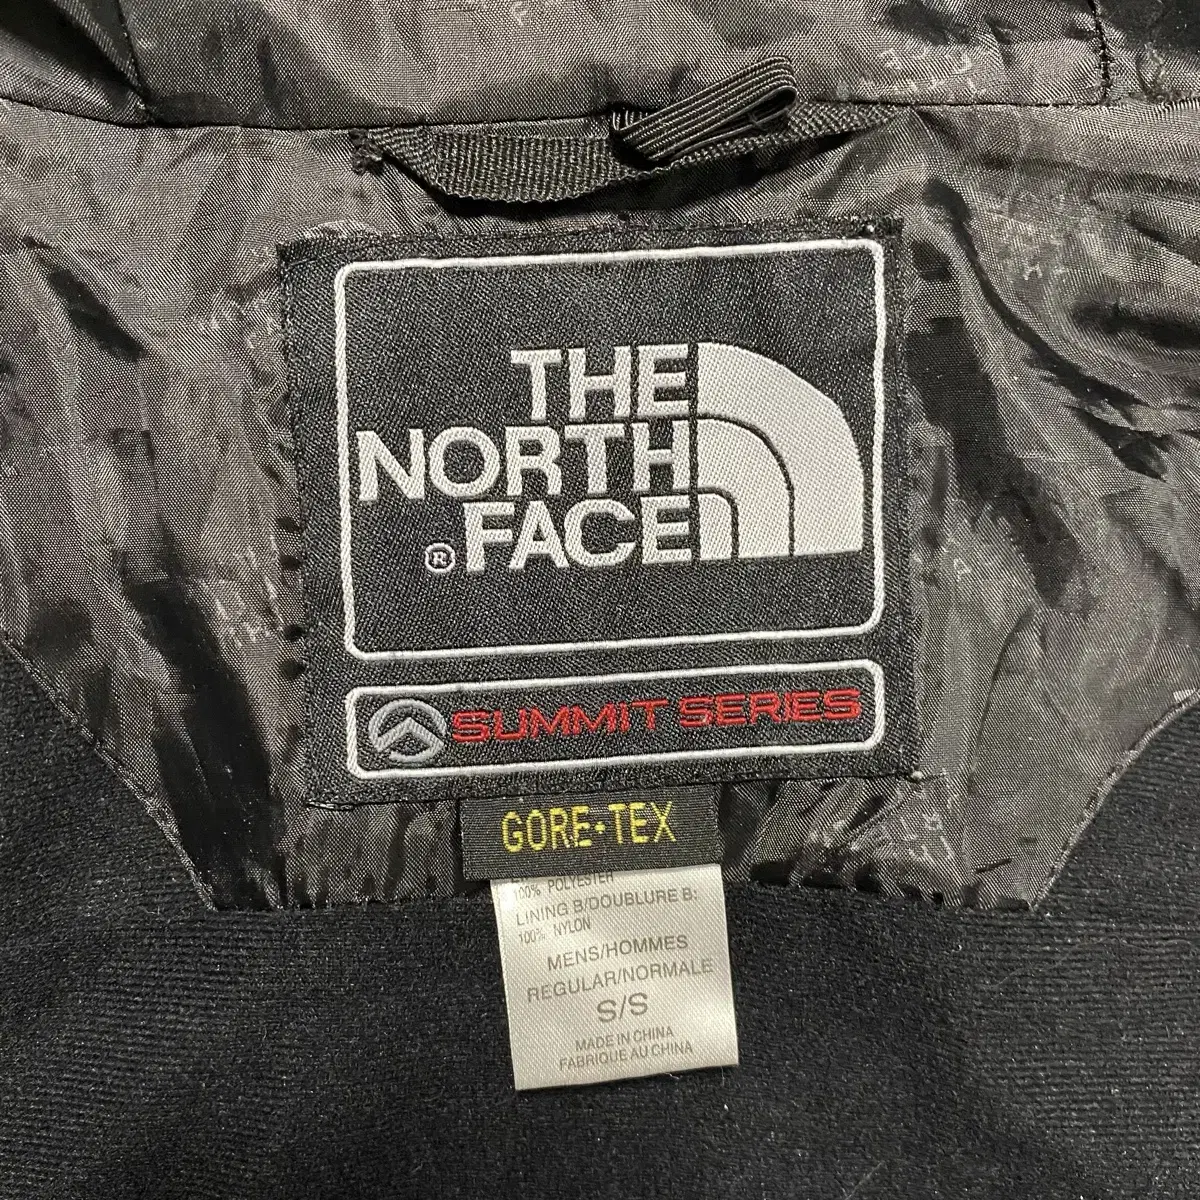 THE
NORTH
® FACE
SUMMIT SERIES
GORE-TEX
100% POLYESTER
LINING B/DOUBLURE B:
100% NYLON
MENS/HOMMES
REGULAR/NORMALE
S/S
MADE IN CHINA
FABRIQUE AU CHINA